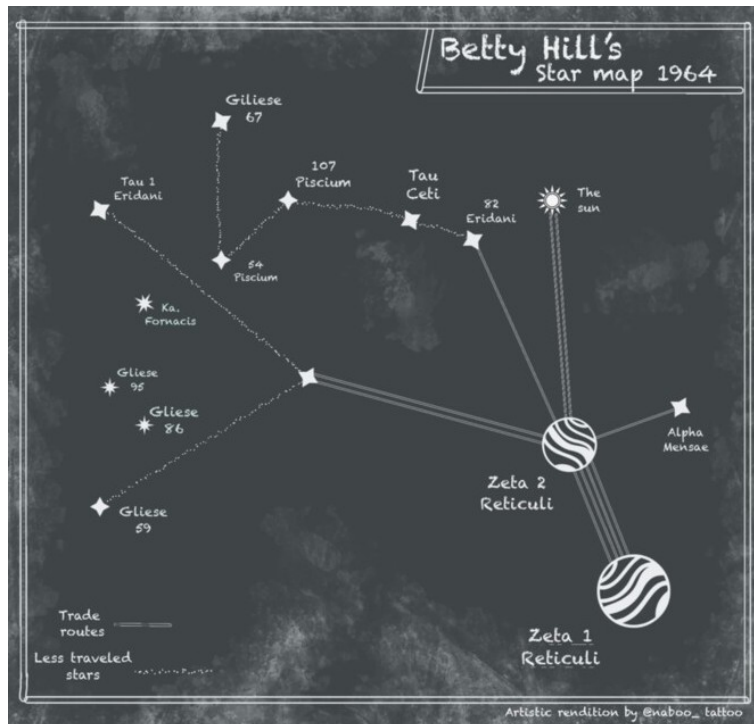 Betty Hill's
Star map 1964
Giliese
67
107
Piscium
Tau
Ceti
Tau 1
Eridani
82
Eridani
The
sun
54
Piscium
Ka.
Fornacis
Gliese
95
Gliese
86
Alpha
Mensae
Zeta 2
Reticuli
Gliese
59
Trade
routes
Zeta 1
Reticuli
Less traveled
stars
Artistic rendition by @naboo_tattoo